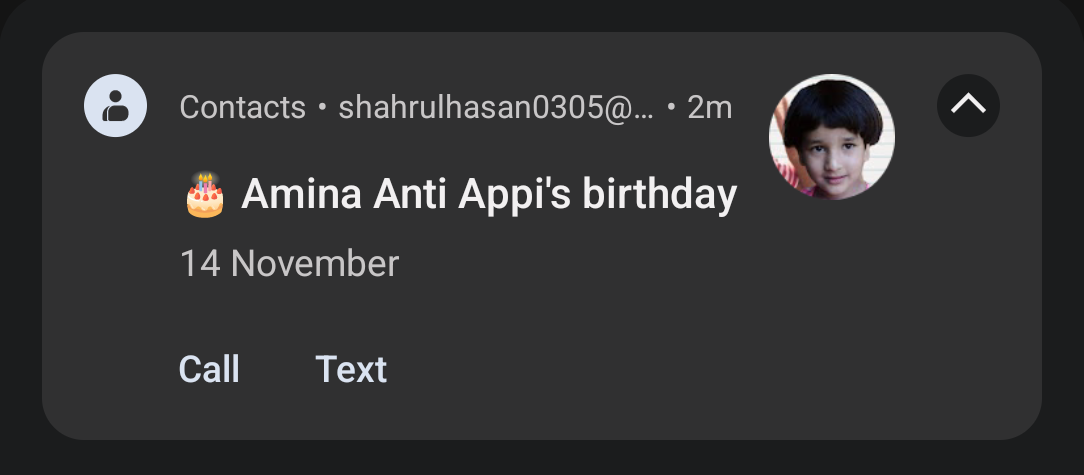 Contacts • shahrulhasan0305@... • 2m
🎂 Amina Anti Appi's birthday
14 November
Call Text